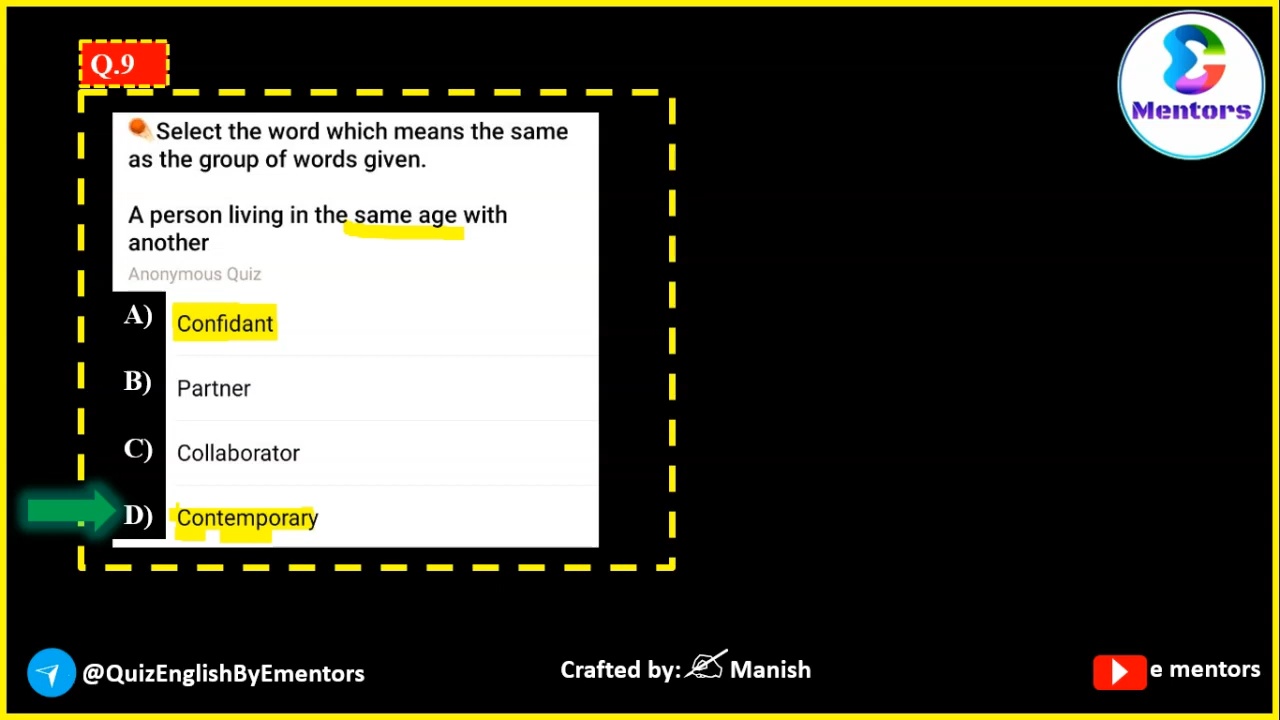 Q.9
Mentors
Select the word which means the same
as the group of words given.
A person living in the same age with
another
Anonymous Quiz
A) Confidant
B) Partner
C) Collaborator
D) Contemporary
@QuizEnglishByEmentors
Crafted by: Manish
e mentors